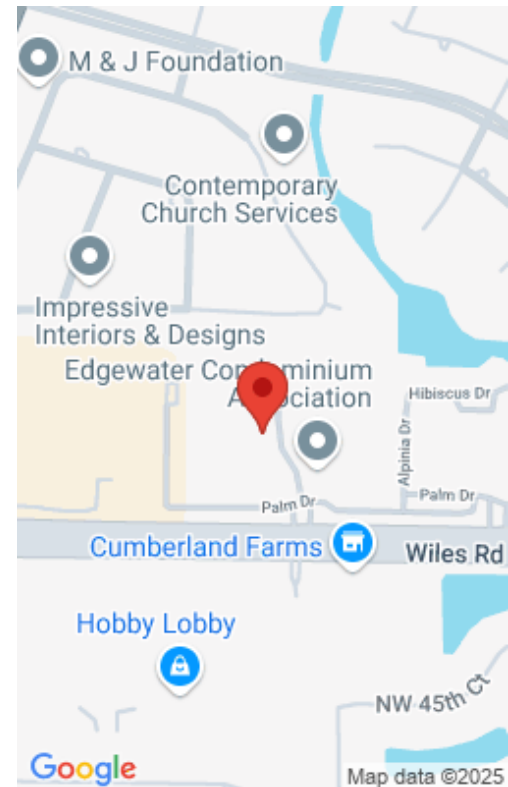 M & J Foundation
Contemporary
Church Services
Impressive
Interiors & Designs
Edgewater Condominium
Association
Hibiscus Dr
Alpinia Dr
Palm Dr
Palm Dr
Cumberland Farms
Wiles Rd
Hobby Lobby
NW 45th Ct
Google
Map data ©2025